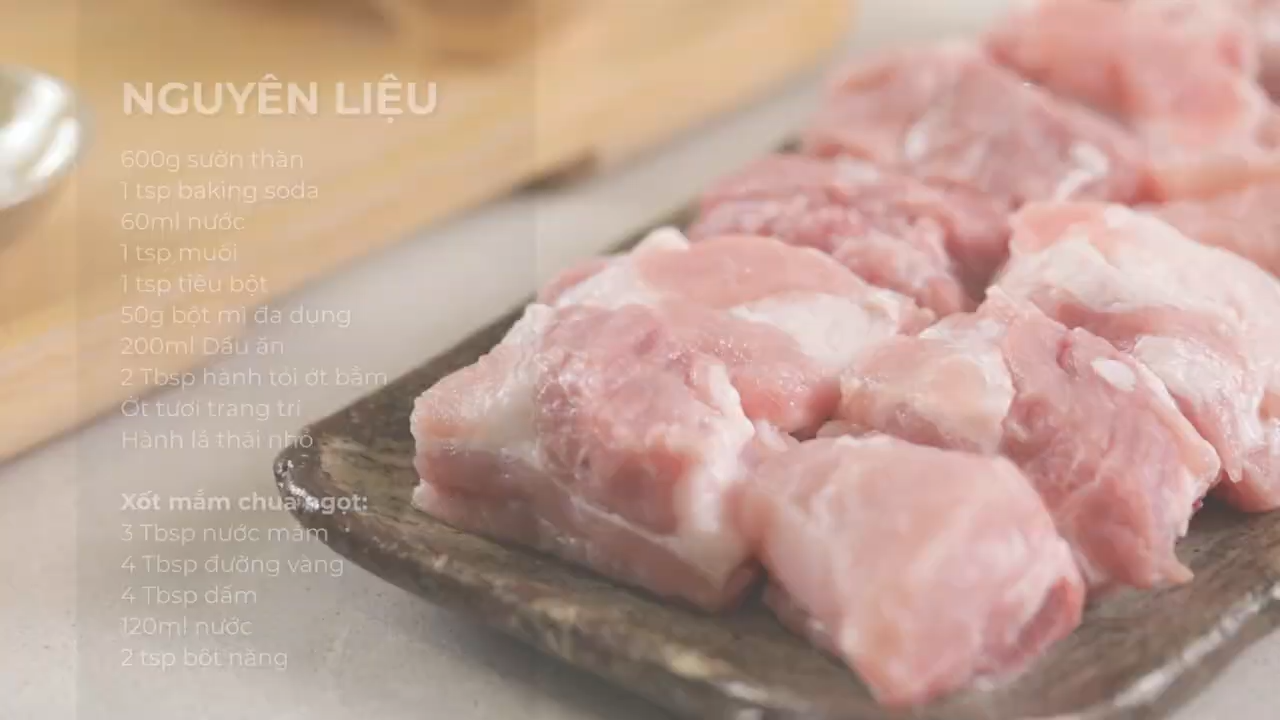 NGUYÊN LIỆU
600g sườn thăn
1 tsp baking soda
60ml nước
1 tsp muối
1 tsp tiêu bột
50g bột mì đa dụng
200ml Dầu ăn
2 Tbsp hành tỏi ớt bằm
Ớt tươi trang trí
Hành lá thái nhỏ
Xốt mắm chua ngọt:
3 Tbsp nước mắm
4 Tbsp đường vàng
4 Tbsp dấm
120ml nước
2 tsp bột năng